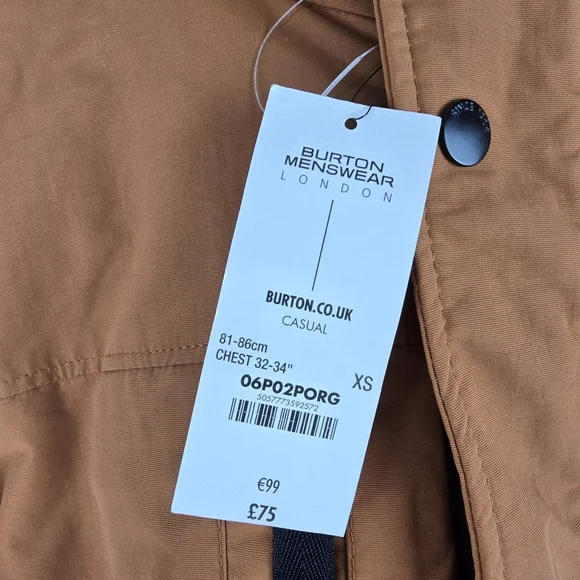 BURTON
MENSWEAR
LONDON
BURTON.CO.UK
CASUAL
81-86cm
CHEST 32-34"
XS
06P02PORG
5057773592572
€99
£75